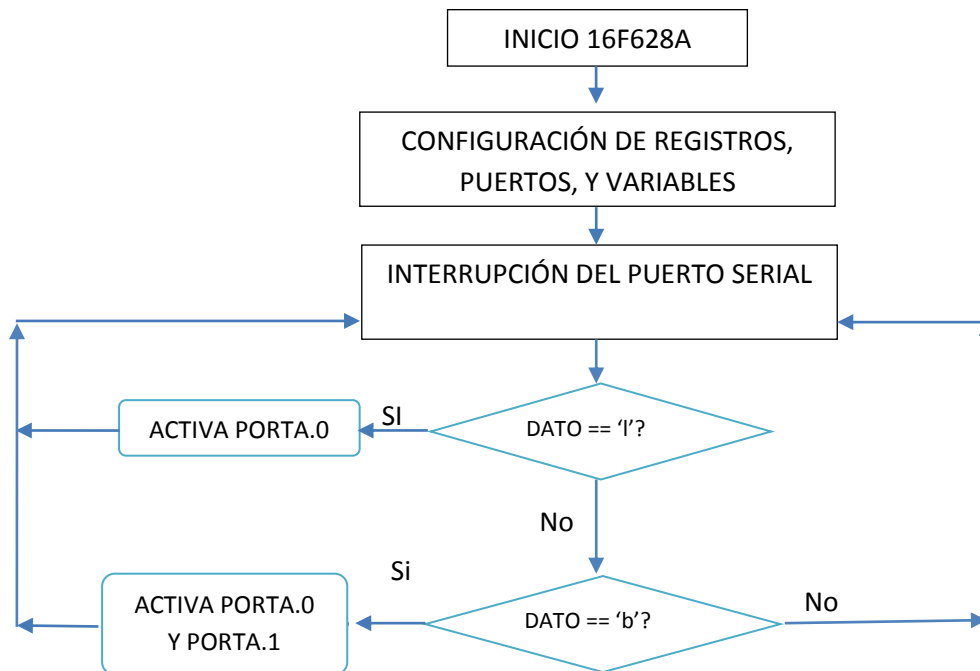 INICIO 16F628A
CONFIGURACIÓN DE REGISTROS,
PUERTOS, Y VARIABLES
INTERRUPCIÓN DEL PUERTO SERIAL
ACTIVA PORTA.0
SI
DATO == ‘l’?
No
ACTIVA PORTA.0
Y PORTA.1
Si
DATO == ‘b’?
No